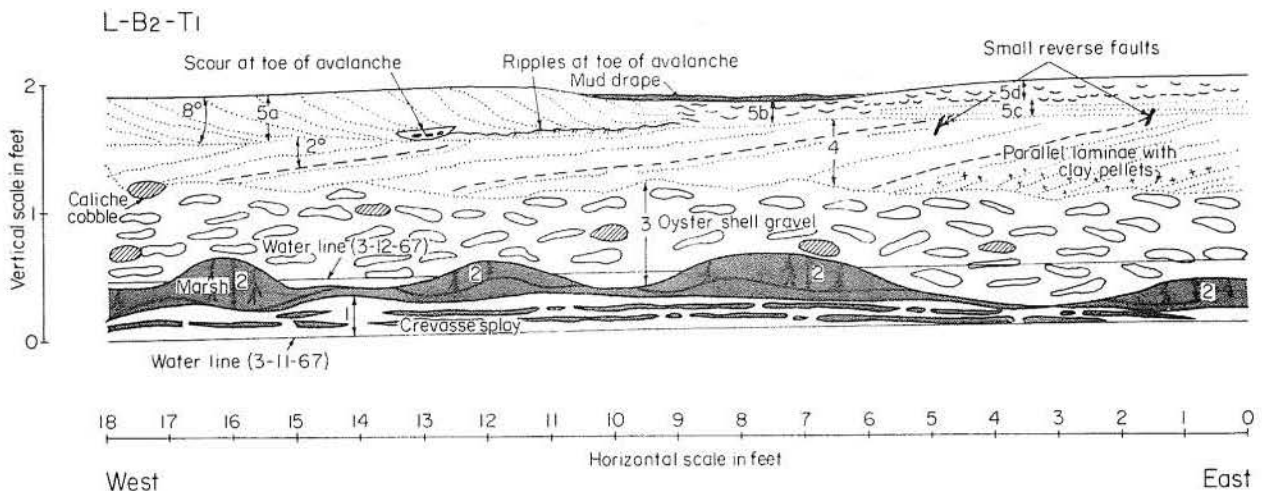 L-B2-T1
Small reverse faults
Scour at toe of avalanche
Ripples at toe of avalanche
Mud drape
2
8°
5a
5b
5d
5c
2°
4
Parallel laminae with
clay pellets
Caliche
cobble
1
3 Oyster shell gravel
Water line (3-12-67)
Vertical scale in feet
Marsh
2
2
2
2
1
Crevasse splay
0
Water line (3-11-67)
18 17 16 15 14 13 12 11 10 9 8 7 6 5 4 3 2 1 0
Horizontal scale in feet
West
East